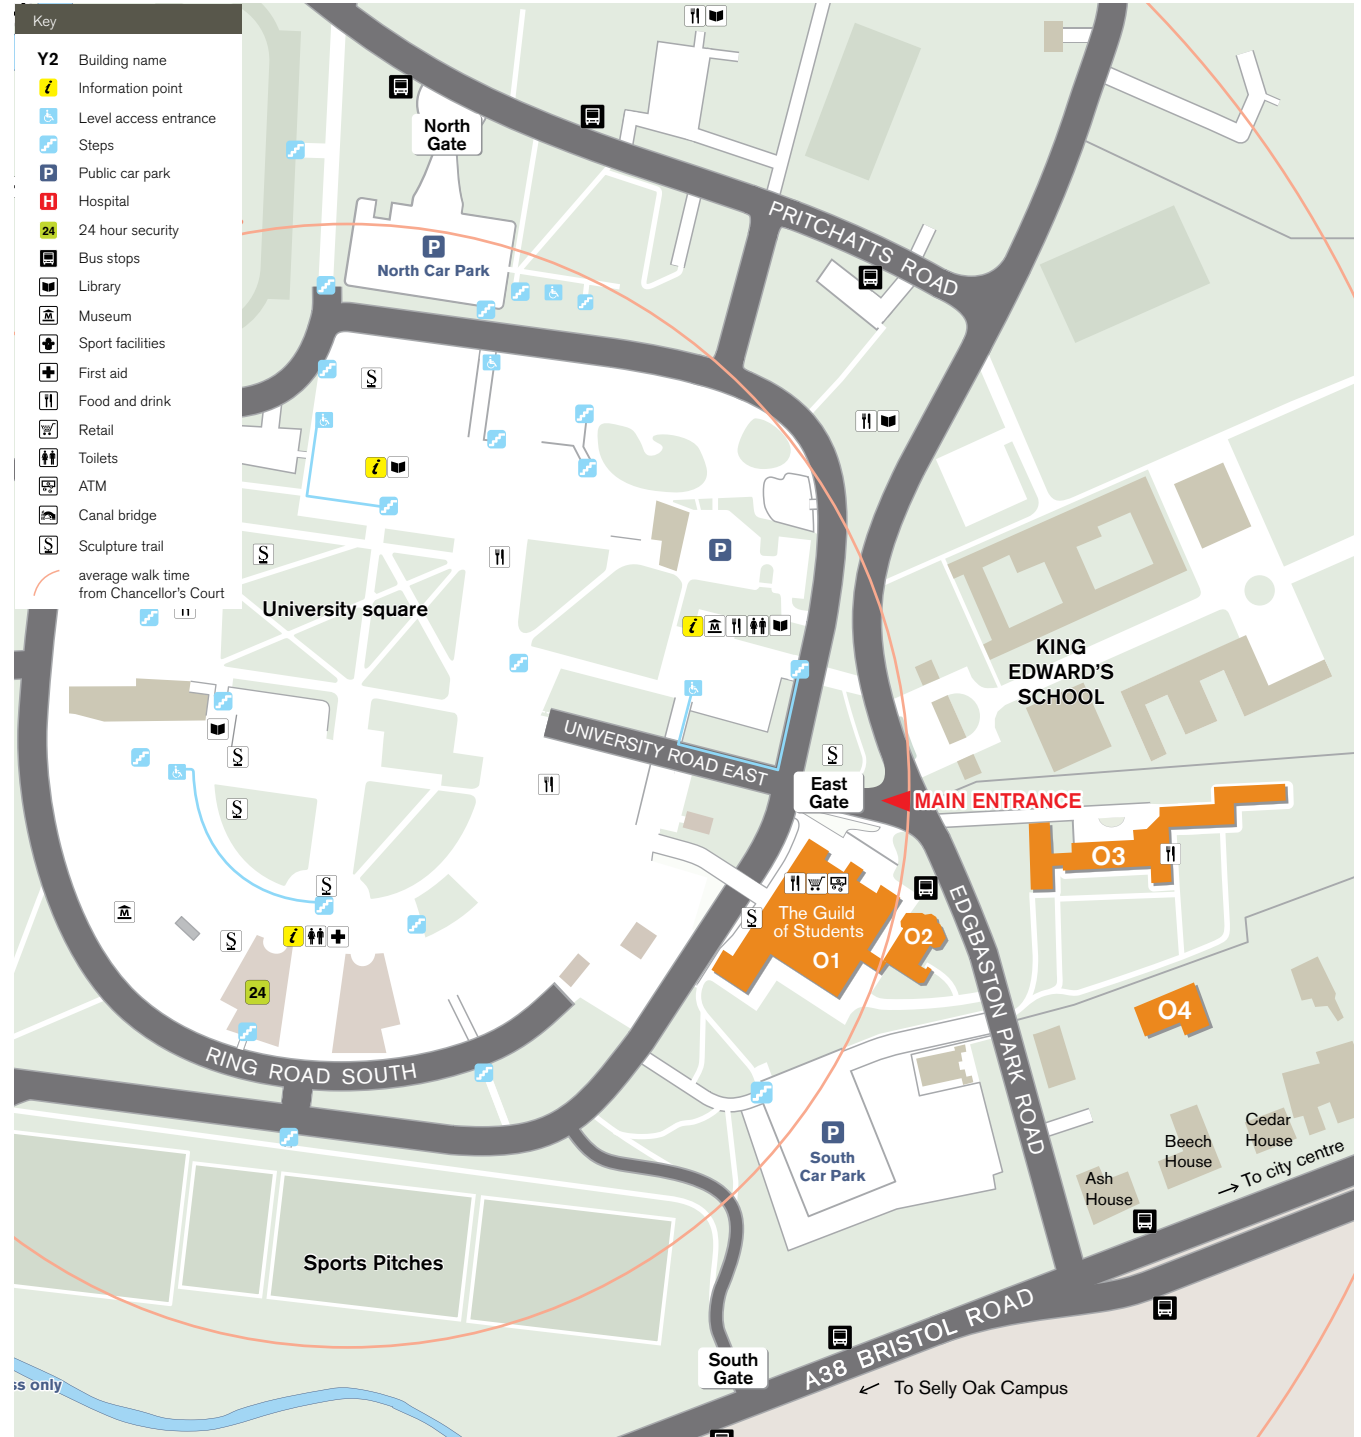 Key
Y2 Building name
i Information point
Level access entrance
Steps
P Public car park
H Hospital
24 24 hour security
Bus stops
Library
M Museum
Sport facilities
First aid
Food and drink
Retail
Toilets
ATM
Canal bridge
S Sculpture trail
average walk time
from Chancellor's Court
North
Gate
PRITCHATTS ROAD
P
North Car Park
S
i
P
S
University square
i M
KING
EDWARD'S
SCHOOL
UNIVERSITY ROAD EAST
S
S
East
Gate
MAIN ENTRANCE
S
O3
S
M
The Guild
of Students
O1
S
O2
EDGBASTON PARK ROAD
i
S
24
O4
RING ROAD SOUTH
P
South
Car Park
Cedar
House
Beech
House
To city centre
Ash
House
Sports Pitches
A38 BRISTOL ROAD
South
Gate
To Selly Oak Campus
ss only